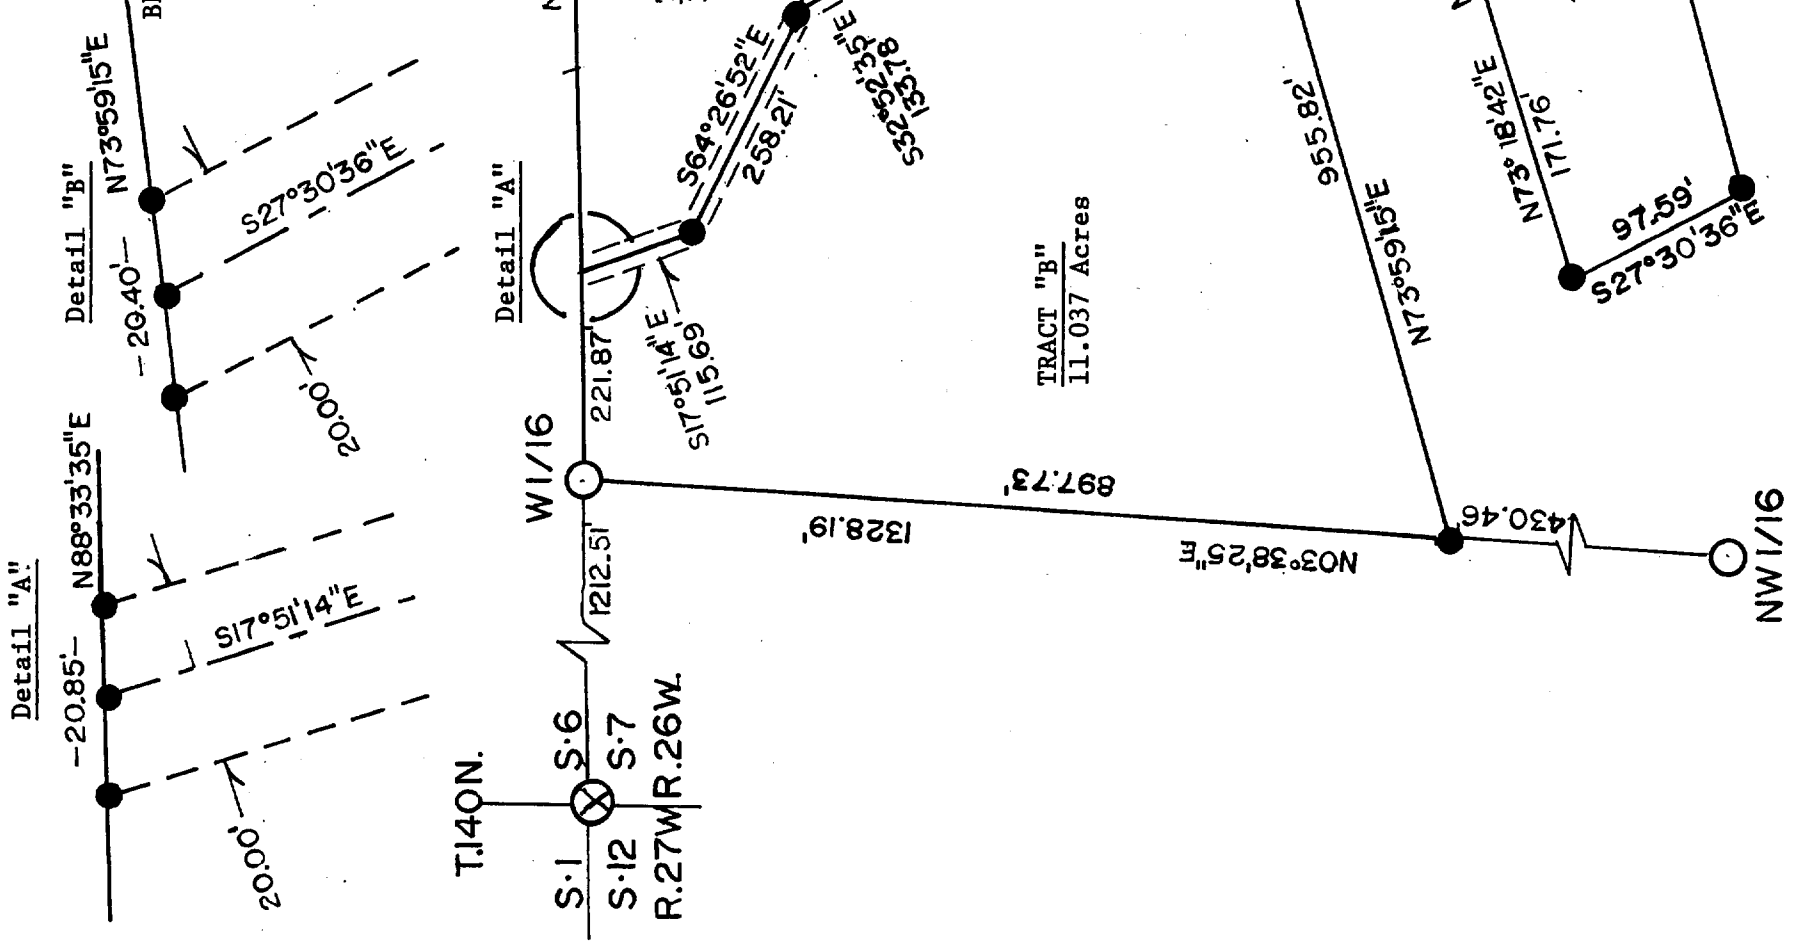 Detail "A"
N88°33'35"E
20.85'
S17°51'14"E
20.00'
Detail "B"
N73°59'15"E
20.40'
S27°30'36"E
20.00'
T.14 N.
S.1
S.6
S.12
S.7
R.27W
R.26W.
1212.51'
W1/16
221.87'
Detail "A"
S17°51'14"E
115.69'
S64°26'52"E
258.21'
S32°52'35"E
133.78
897.73'
1328.19'
N03°38'25"E
430.46'
NW 1/16
TRACT "B"
11.037 Acres
955.82'
N73°59'15"E
N73°18'42"E
171.76'
97.59'
S27°30'36"E